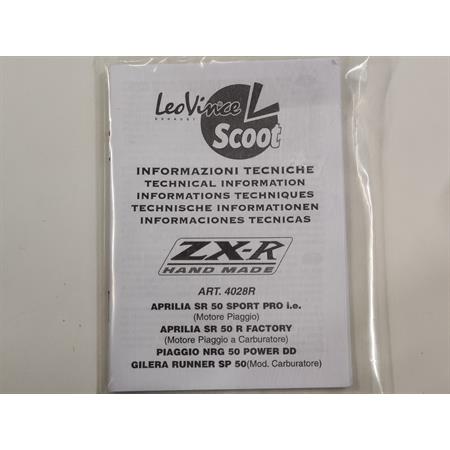 LeoVince
EXHAUST
Scoot
INFORMAZIONI TECNICHE
TECHNICAL INFORMATION
INFORMATIONS TECHNIQUES
TECHNISCHE INFORMATIONEN
INFORMACIONES TECNICAS
ZX-R
HAND MADE
ART. 4028R
APRILIA SR 50 SPORT PRO i.e.
(Motore Piaggio)
APRILIA SR 50 R FACTORY
(Motore Piaggio a Carburatore)
PIAGGIO NRG 50 POWER DD
GILERA RUNNER SP 50(Mod. Carburatore)